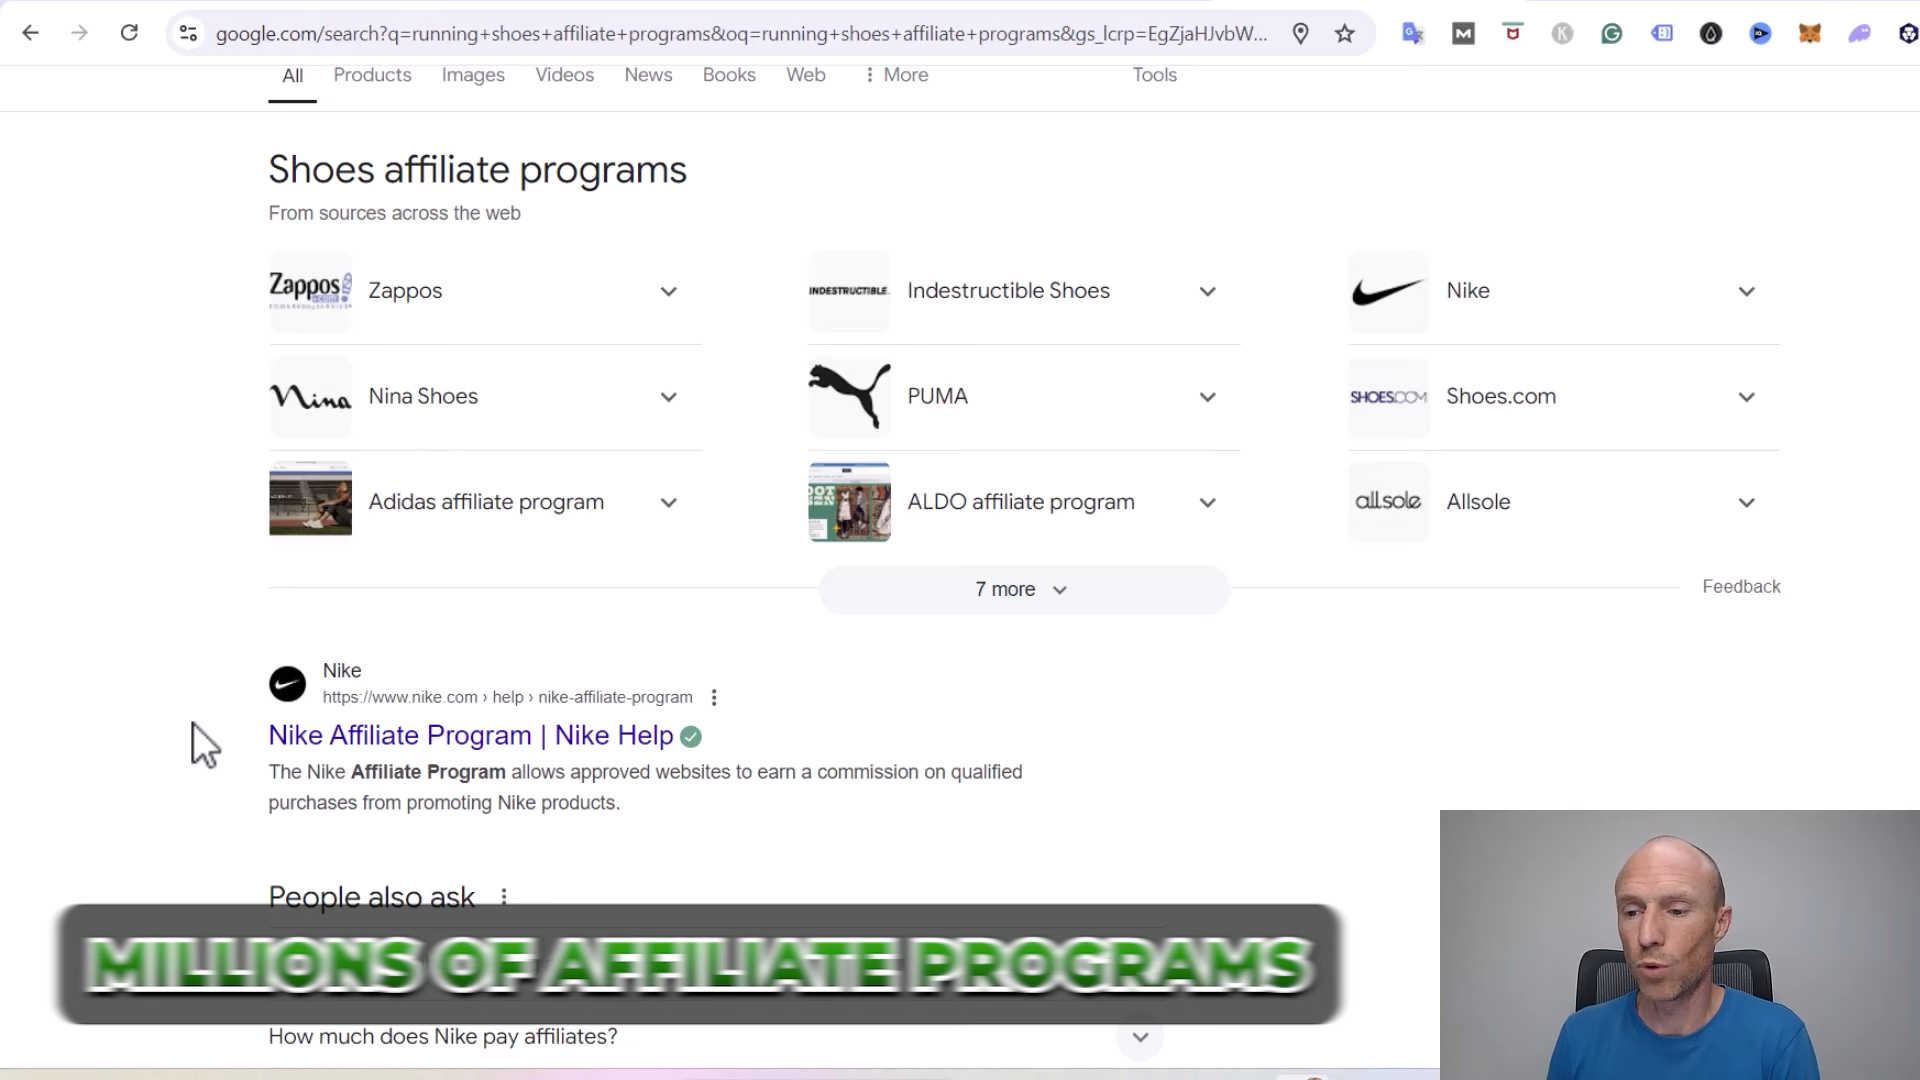 google.com/search?q=running+shoes+affiliate+programs&oq=running+shoes+affiliate+programs&gs_lcrp=EgZjaHJvbW...
All Products Images Videos News Books Web More Tools
Shoes affiliate programs
From sources across the web
Zappos.com Zappos INDESTRUCTIBLE Indestructible Shoes Nike
Nina Nina Shoes PUMA SHOES.COM Shoes.com
Adidas affiliate program ALDO affiliate program allsole Allsole
7 more
Feedback
Nike
https://www.nike.com › help › nike-affiliate-program
Nike Affiliate Program | Nike Help
The Nike Affiliate Program allows approved websites to earn a commission on qualified
purchases from promoting Nike products.
People also ask
MILLIONS OF AFFILIATE PROGRAMS
How much does Nike pay affiliates?